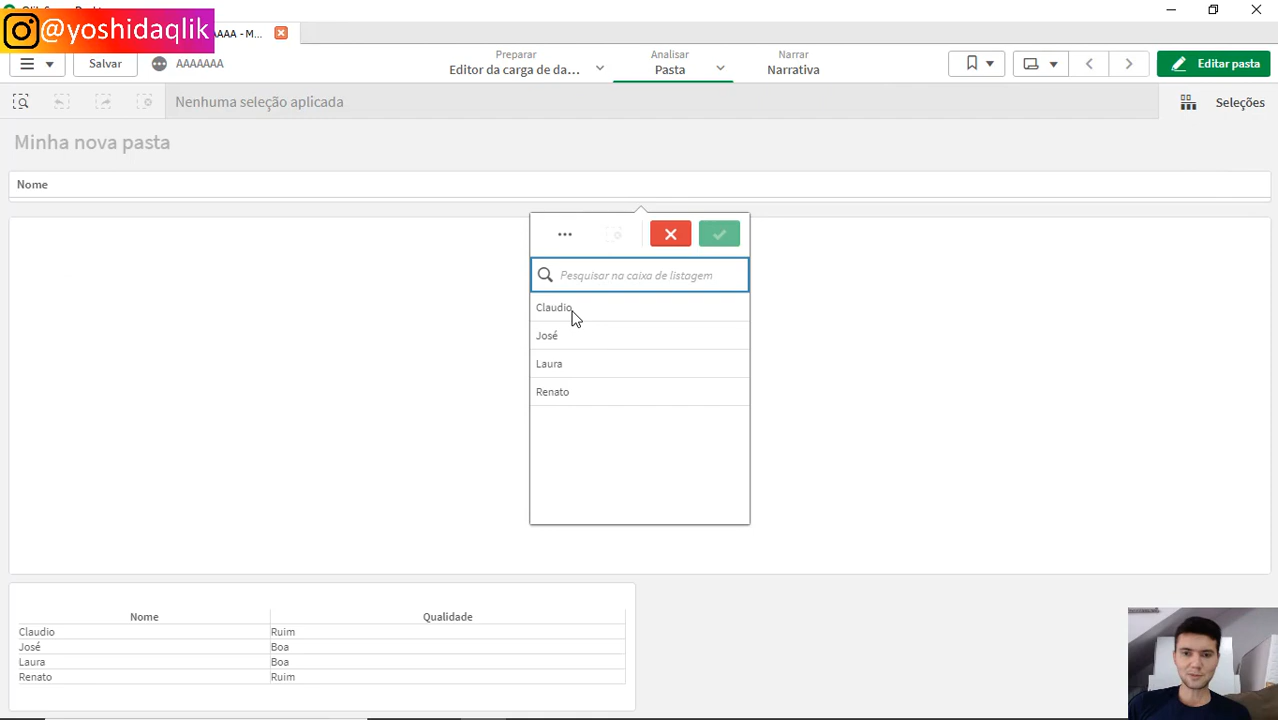 @yoshidaqlik
AAAA - M...
Salvar
AAAAAAA
Preparar
Editor da carga de da...
Analisar
Pasta
Narrar
Narrativa
Editar pasta
Nenhuma seleção aplicada
Seleções
Minha nova pasta
Nome
Pesquisar na caixa de listagem
Claudio
José
Laura
Renato
Nome Qualidade
Claudio Ruim
José Boa
Laura Boa
Renato Ruim